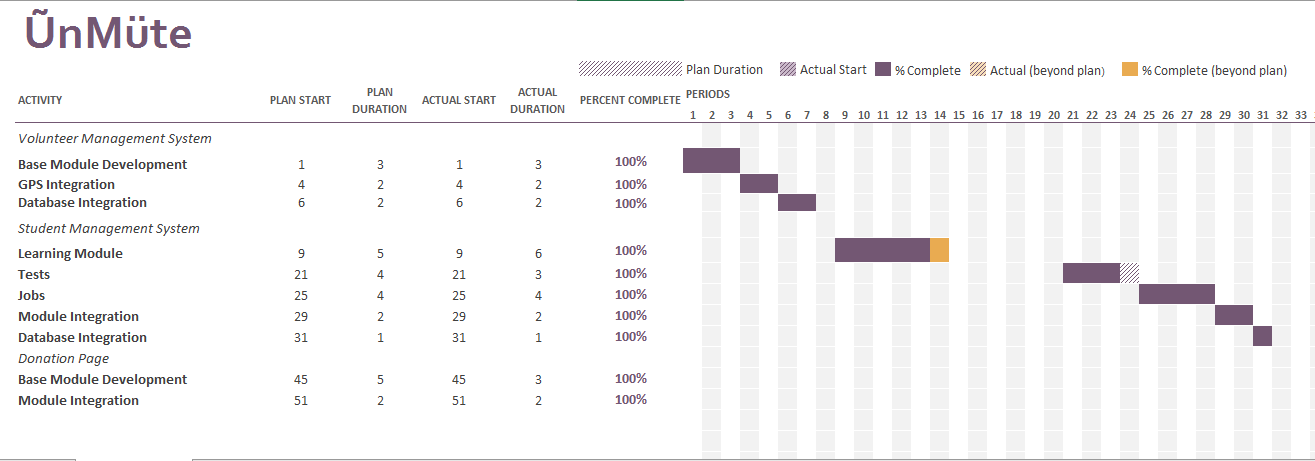 ŨnMüte
Plan Duration Actual Start % Complete Actual (beyond plan) % Complete (beyond plan)
ACTIVITY PLAN START PLAN DURATION ACTUAL START ACTUAL DURATION PERCENT COMPLETE PERIODS
1 2 3 4 5 6 7 8 9 10 11 12 13 14 15 16 17 18 19 20 21 22 23 24 25 26 27 28 29 30 31 32 33
Volunteer Management System
Base Module Development 1 3 1 3 100%
GPS Integration 4 2 4 2 100%
Database Integration 6 2 6 2 100%
Student Management System
Learning Module 9 5 9 6 100%
Tests 21 4 21 3 100%
Jobs 25 4 25 4 100%
Module Integration 29 2 29 2 100%
Database Integration 31 1 31 1 100%
Donation Page
Base Module Development 45 5 45 3 100%
Module Integration 51 2 51 2 100%